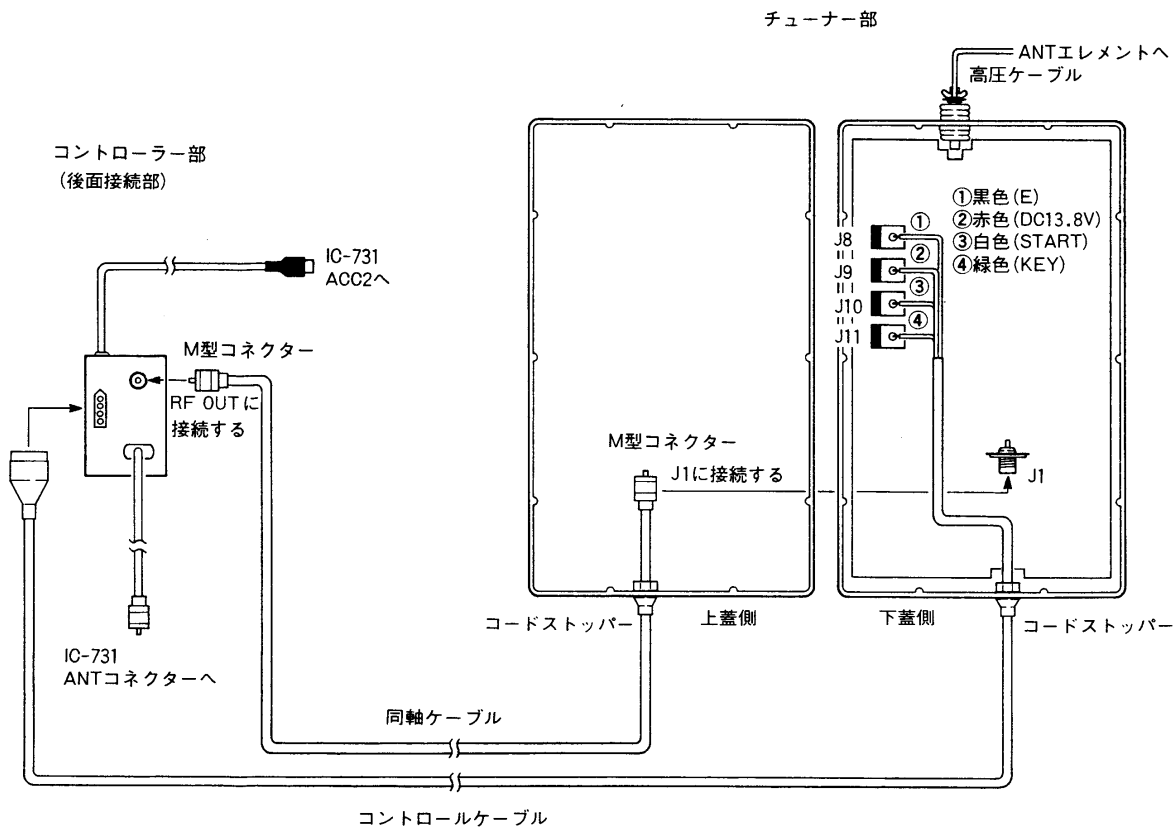 チューナー部
ANTエレメントへ
高圧ケーブル
コントローラー部
(後面接続部)
①黒色(E)
②赤色(DC13.8V)
③白色(START)
④緑色(KEY)
J8
①
J9
②
J10
③
J11
④
IC-731
ACC2へ
M型コネクター
RF OUTに
接続する
M型コネクター
J1に接続する
J1
コードストッパー
上蓋側
下蓋側
コードストッパー
IC-731
ANTコネクターへ
同軸ケーブル
コントロールケーブル